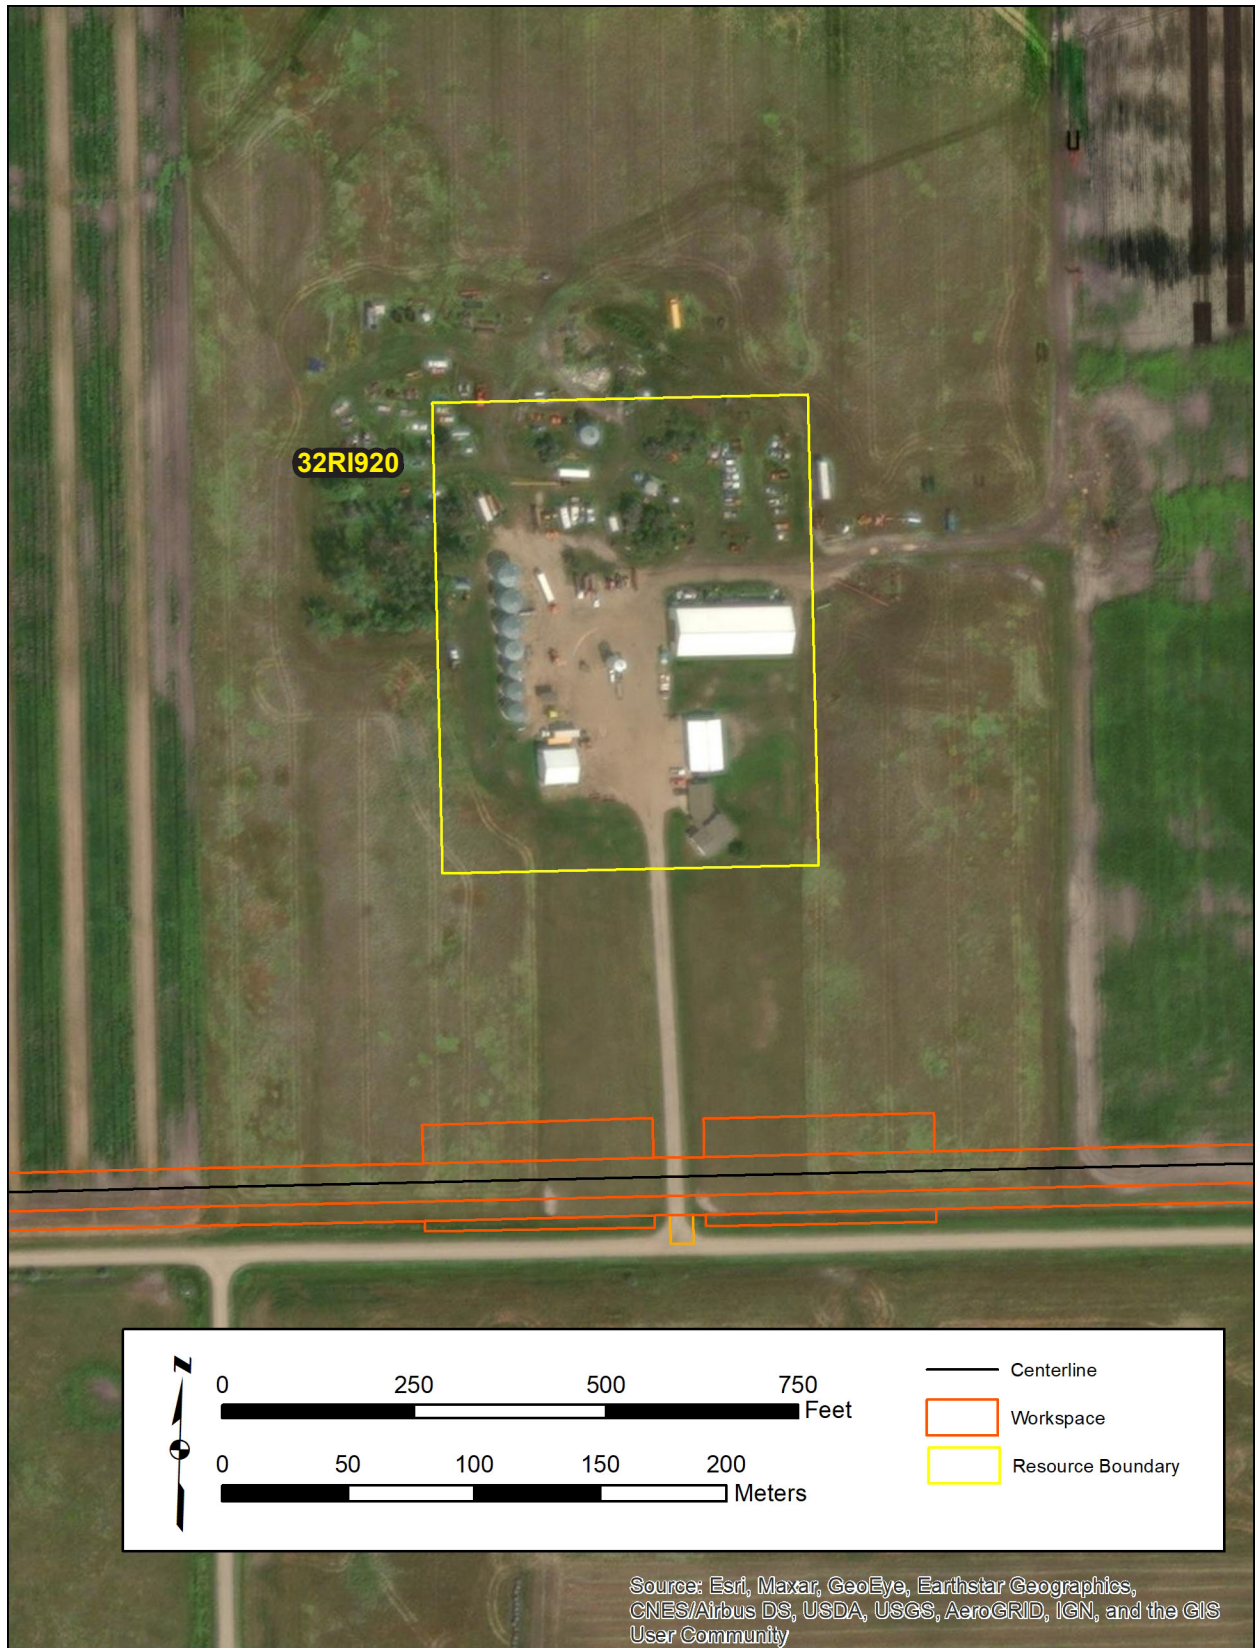 32RI920
N
0 250 500 750
Feet
0 50 100 150 200
Meters
Centerline
Workspace
Resource Boundary
Source: Esri, Maxar, GeoEye, Earthstar Geographics,
CNES/Airbus DS, USDA, USGS, AeroGRID, IGN, and the GIS
User Community